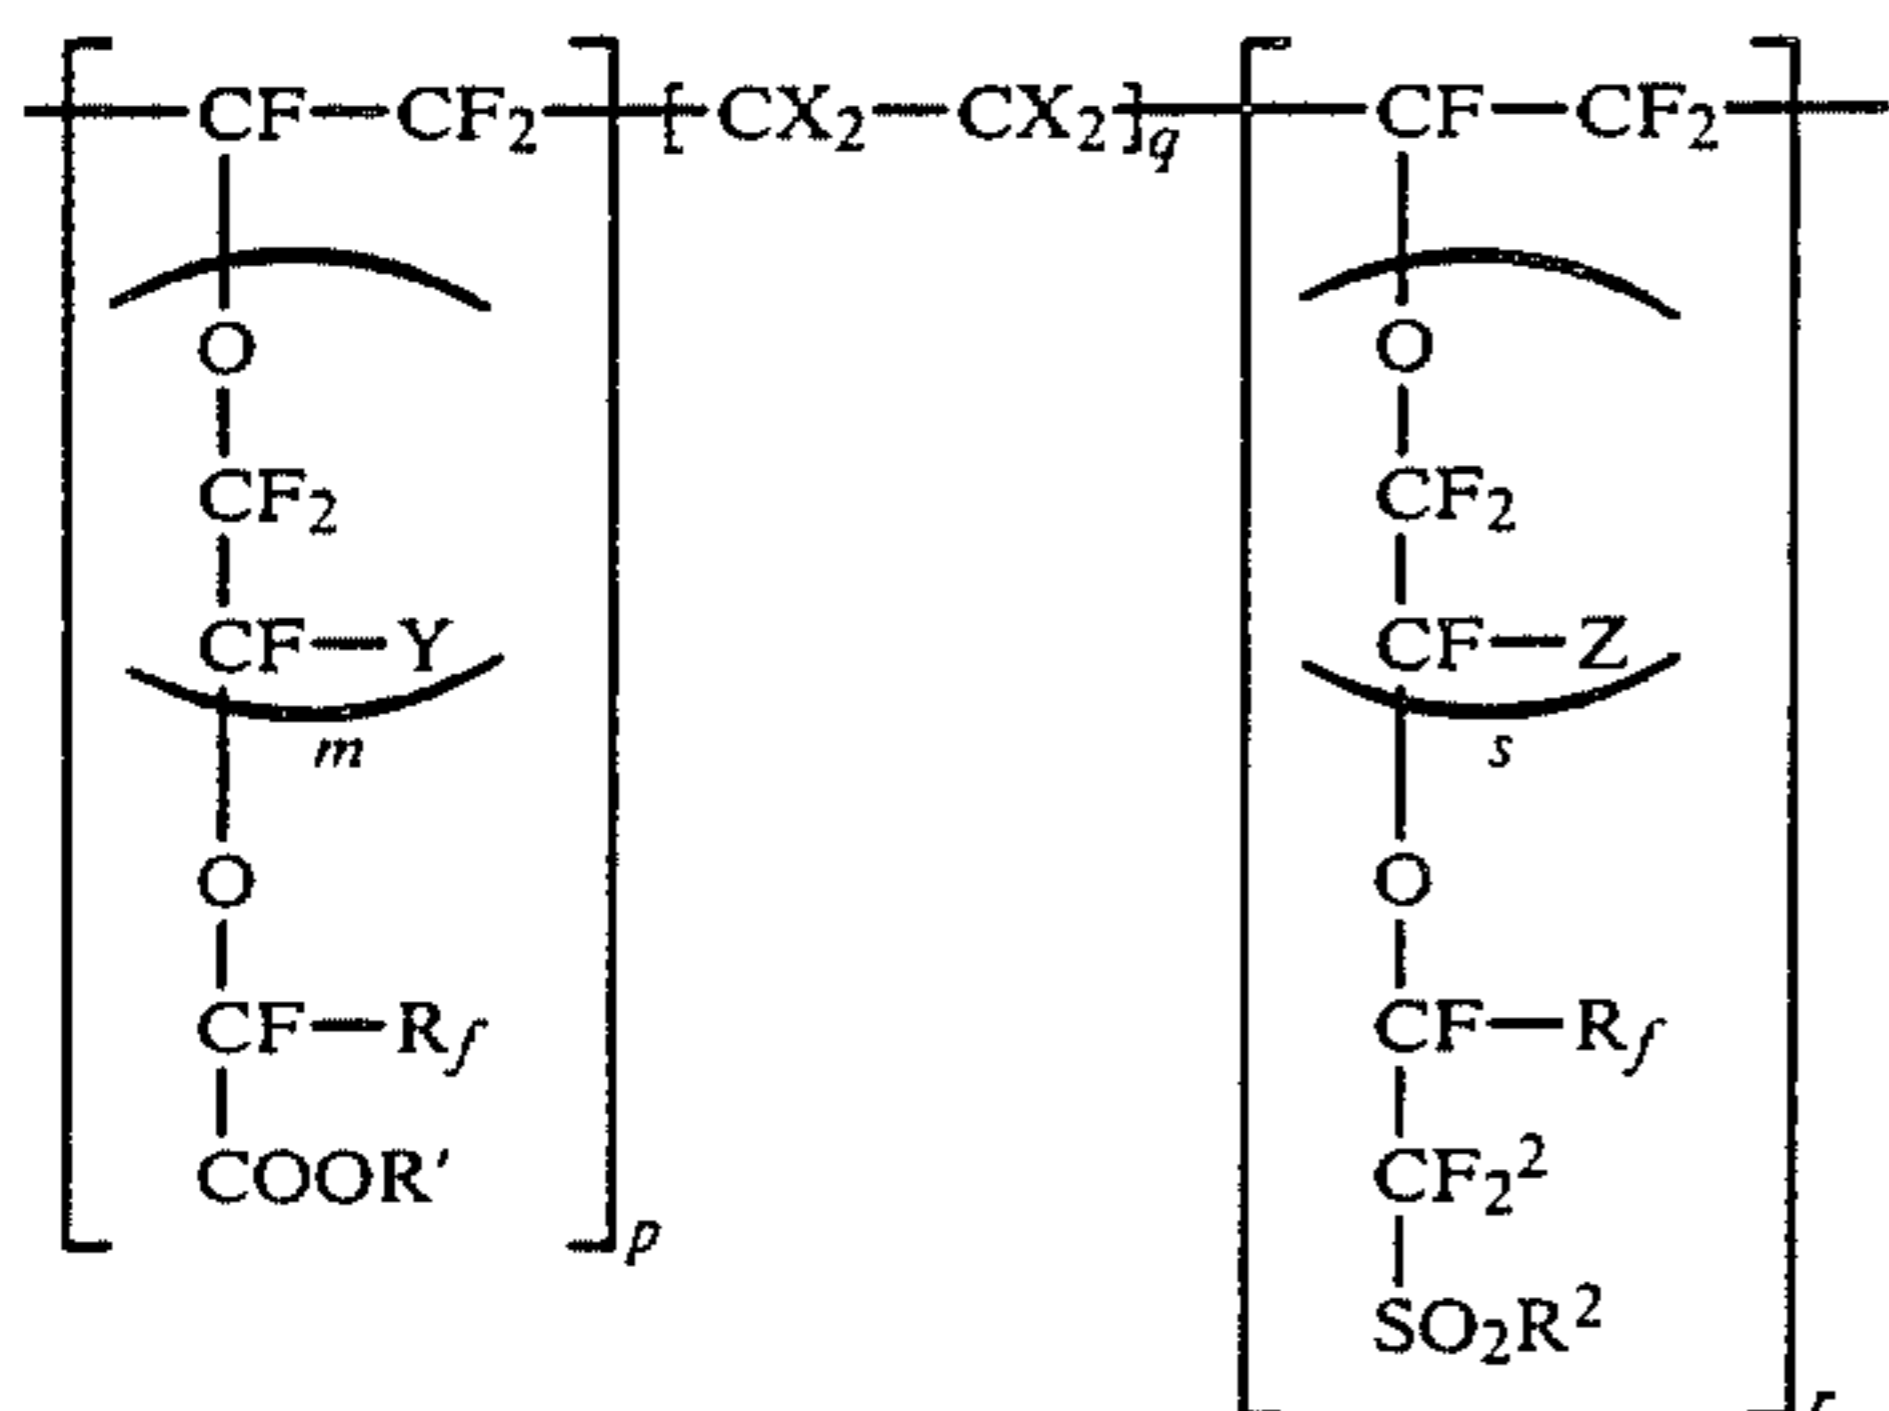 CF—CF₂ [CX₂—CX₂]q CF—CF₂
O O
CF₂ CF₂
CF—Y CF—Z
m s
O O
CF—Rf CF—Rf
COOR′ CF₂²
p
SO₂R²
r